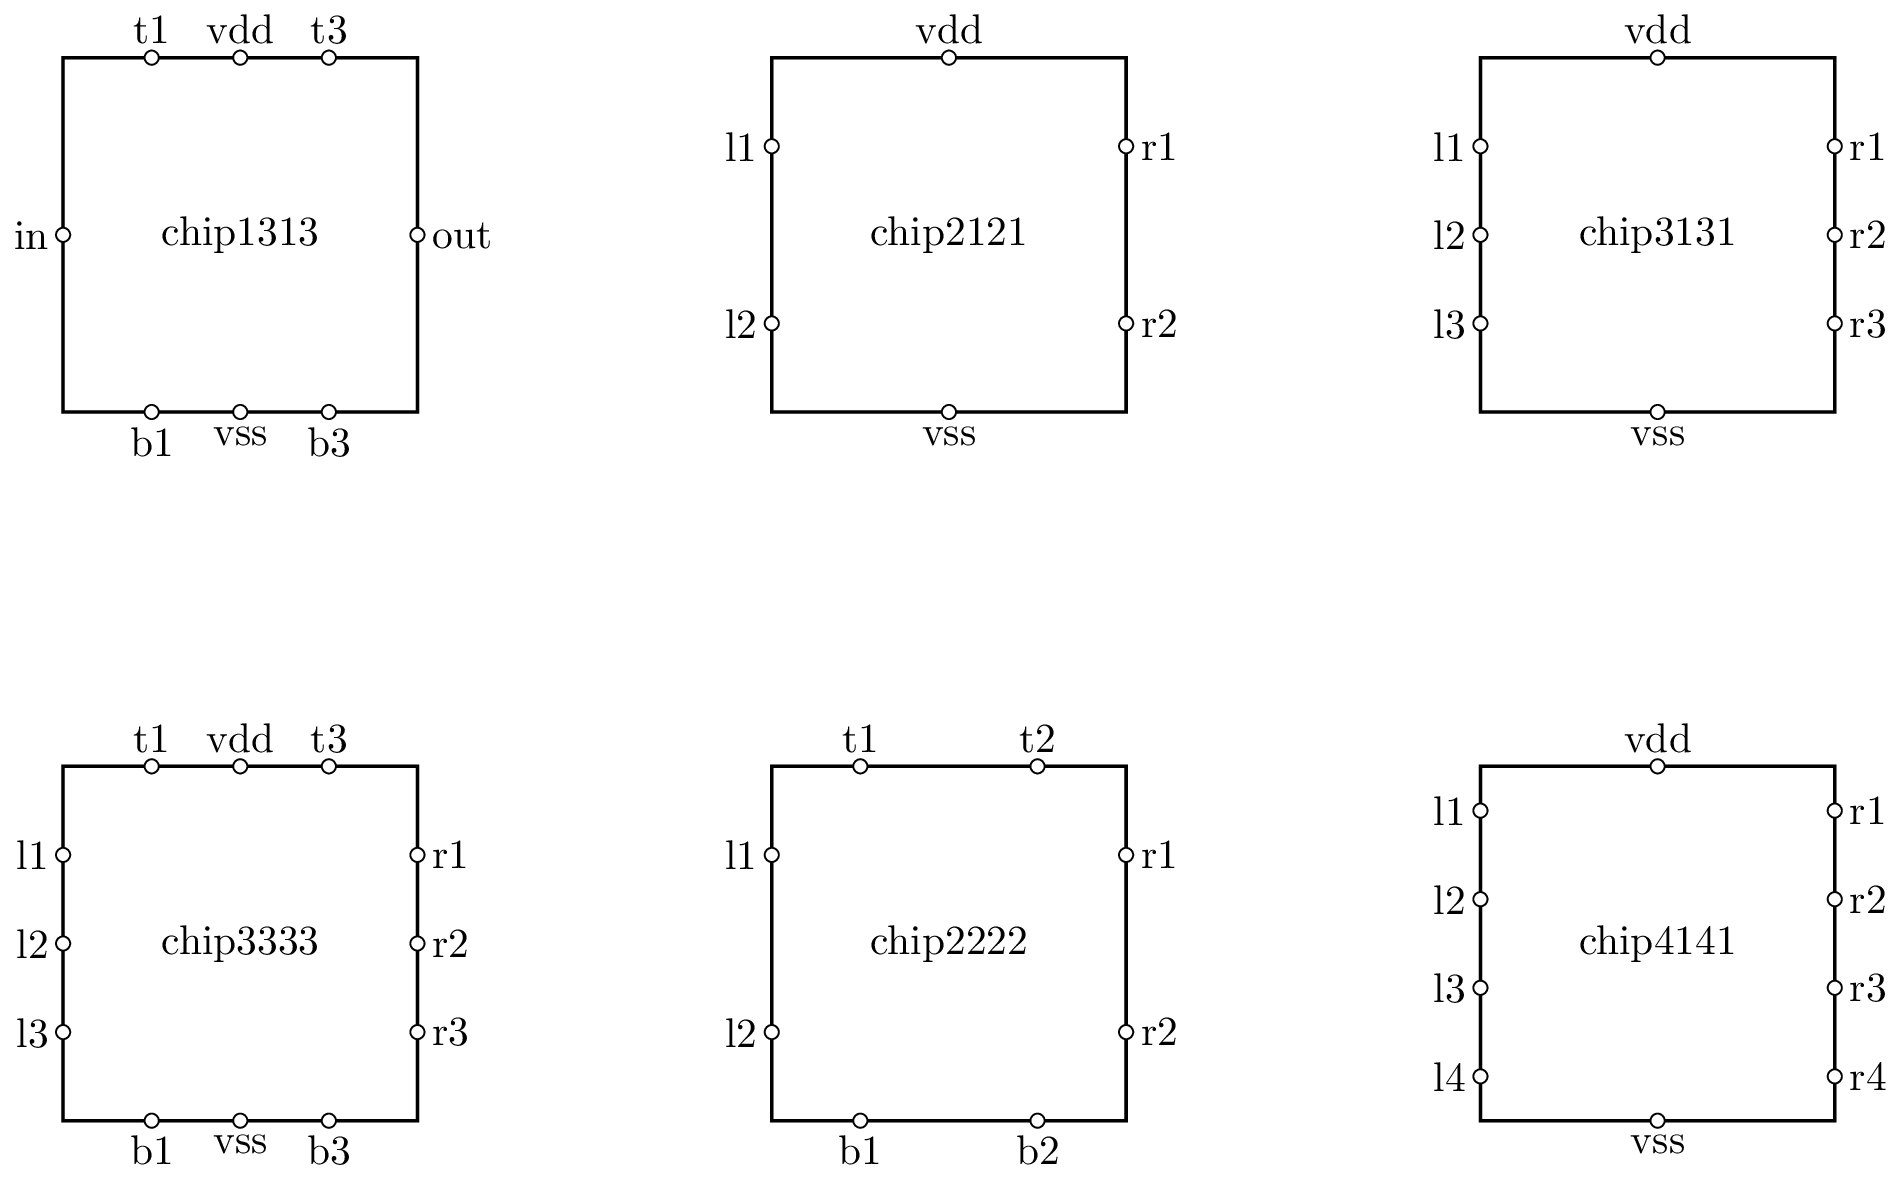 t1 vdd t3
vdd
vdd
l1 r1
l1 r1
in chip1313 out
chip2121
l2 chip3131 r2
l2 r2
l3 r3
b1 vss b3
vss
vss
t1 vdd t3
t1 t2
vdd
l1 r1
l1 r1
l1 r1
l2 chip3333 r2
chip2222
l2 r2
chip4141
l3 r3
l2 r2
l3 r3
l4 r4
b1 vss b3
b1 b2
vss